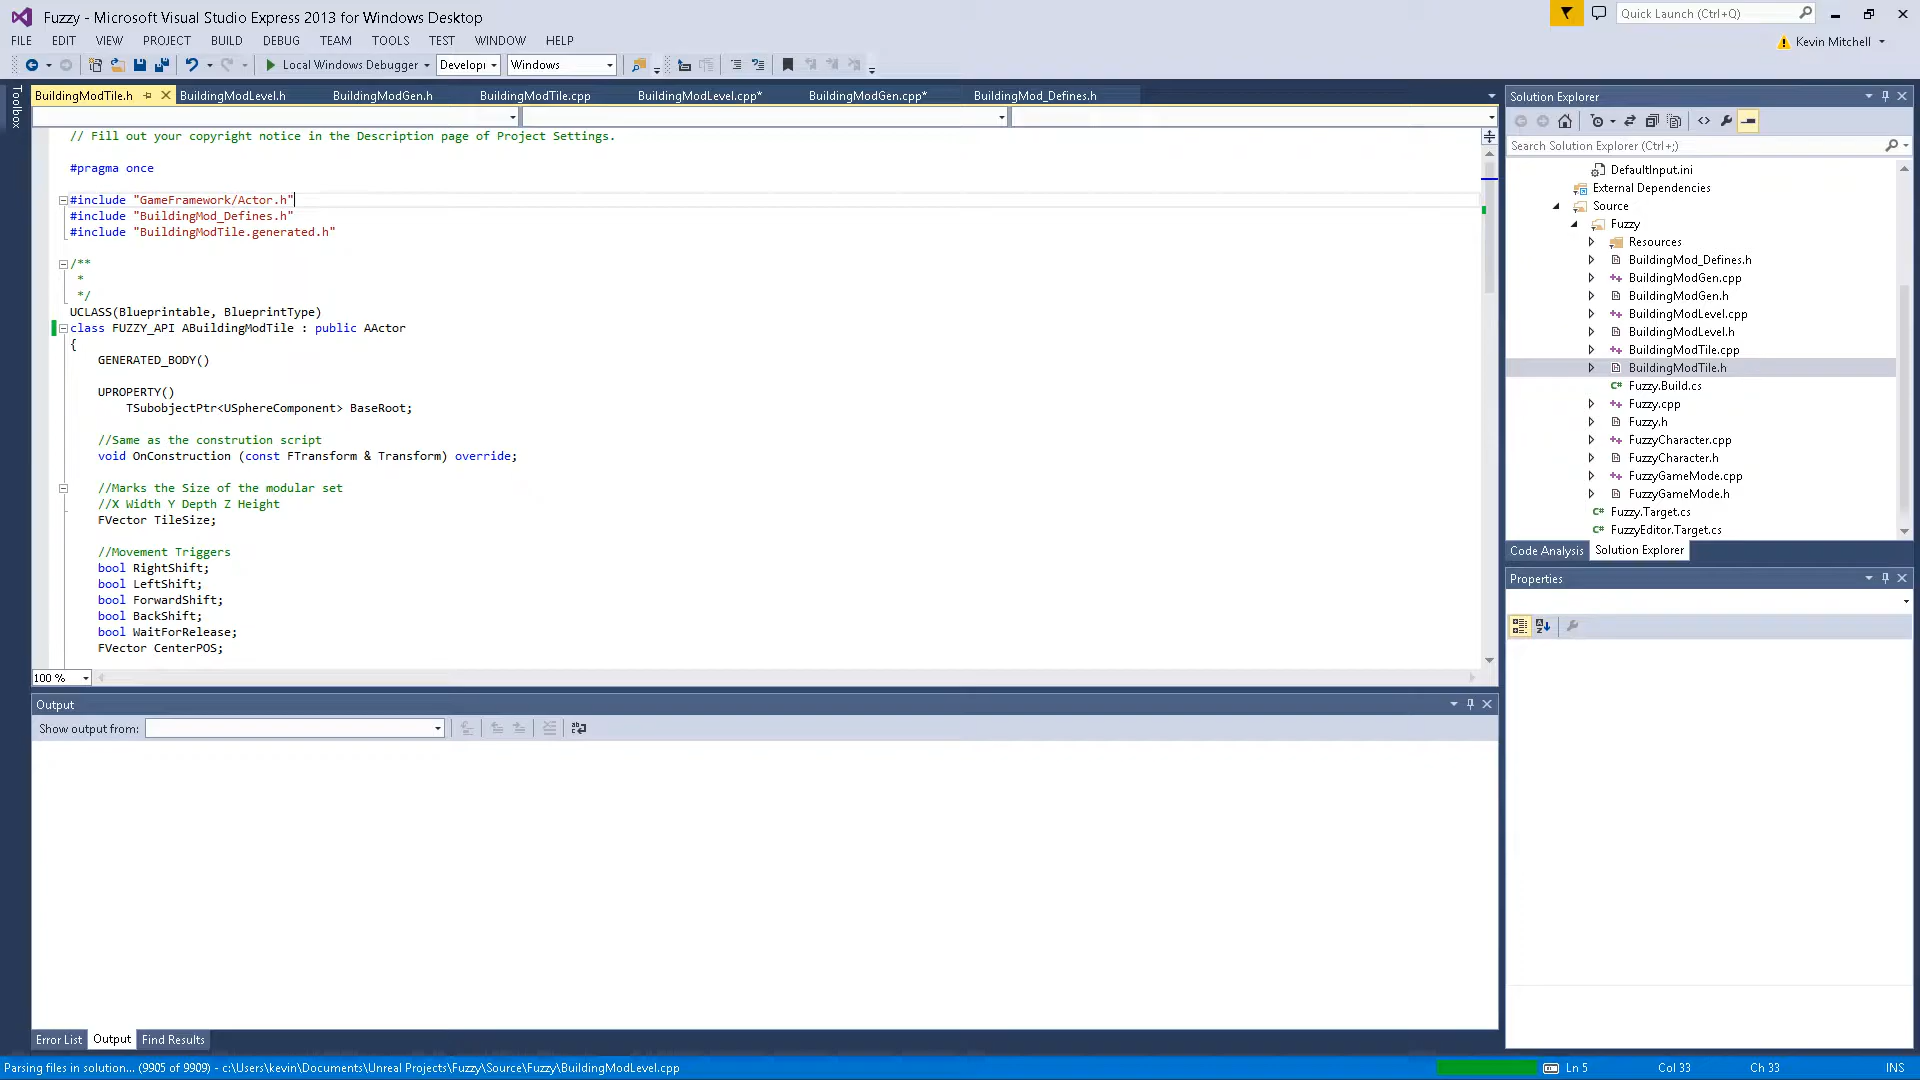 Fuzzy - Microsoft Visual Studio Express 2013 for Windows Desktop
Quick Launch (Ctrl+Q)
FILE EDIT VIEW PROJECT BUILD DEBUG TEAM TOOLS TEST WINDOW HELP
Kevin Mitchell
Local Windows Debugger
Developi
Windows
Toolbox
BuildingModTile.h
BuildingModLevel.h
BuildingModGen.h
BuildingModTile.cpp
BuildingModLevel.cpp*
BuildingModGen.cpp*
BuildingMod_Defines.h
// Fill out your copyright notice in the Description page of Project Settings.
#pragma once
#include "GameFramework/Actor.h"
#include "BuildingMod_Defines.h"
#include "BuildingModTile.generated.h"
/**
*
*/
UCLASS(Blueprintable, BlueprintType)
class FUZZY_API ABuildingModTile : public AActor
{
GENERATED_BODY()
UPROPERTY()
TSubobjectPtr<USphereComponent> BaseRoot;
//Same as the constrution script
void OnConstruction (const FTransform & Transform) override;
//Marks the Size of the modular set
//X Width Y Depth Z Height
FVector TileSize;
//Movement Triggers
bool RightShift;
bool LeftShift;
bool ForwardShift;
bool BackShift;
bool WaitForRelease;
FVector CenterPOS;
100 %
Output
Show output from:
Error List
Output
Find Results
Solution Explorer
Search Solution Explorer (Ctrl+;)
DefaultInput.ini
External Dependencies
Source
Fuzzy
Resources
BuildingMod_Defines.h
BuildingModGen.cpp
BuildingModGen.h
BuildingModLevel.cpp
BuildingModLevel.h
BuildingModTile.cpp
BuildingModTile.h
Fuzzy.Build.cs
Fuzzy.cpp
Fuzzy.h
FuzzyCharacter.cpp
FuzzyCharacter.h
FuzzyGameMode.cpp
FuzzyGameMode.h
Fuzzy.Target.cs
FuzzyEditor.Target.cs
Code Analysis
Solution Explorer
Properties
Parsing files in solution... (9905 of 9909) - c:\Users\kevin\Documents\Unreal Projects\Fuzzy\Source\Fuzzy\BuildingModLevel.cpp
Ln 5
Col 33
Ch 33
INS